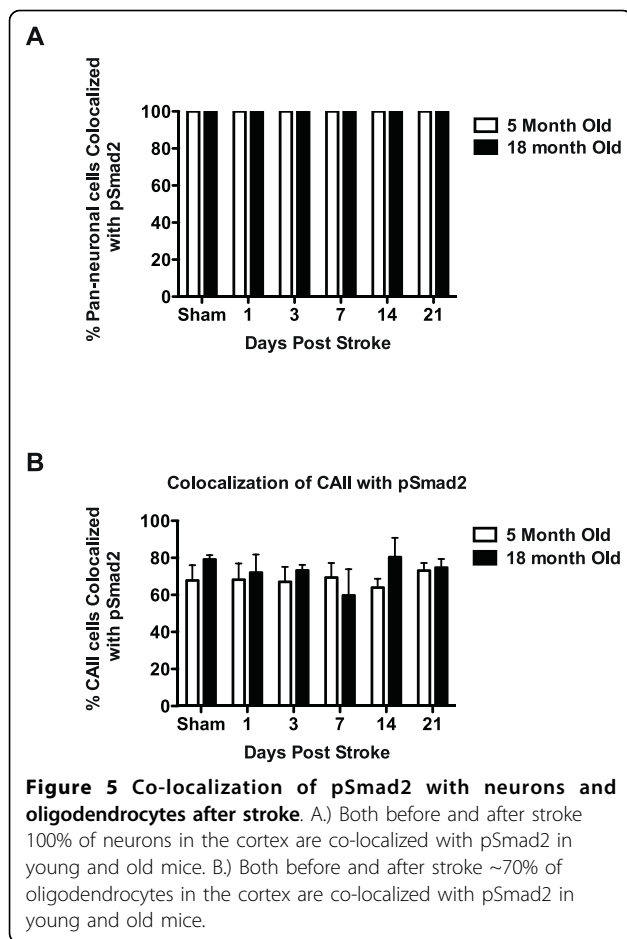 A
% Pan-neuronal cells Colocalized
with pSmad2
100
80
60
40
20
0
Sham 1 3 7 14 21
Days Post Stroke
5 Month Old
18 month Old
B
Colocalization of CAII with pSmad2
% CAII cells Colocalized
with pSmad2
100
80
60
40
20
0
Sham 1 3 7 14 21
Days Post Stroke
5 Month Old
18 month Old
Figure 5 Co-localization of pSmad2 with neurons and
oligodendrocytes after stroke. A.) Both before and after stroke
100% of neurons in the cortex are co-localized with pSmad2 in
young and old mice. B.) Both before and after stroke ~70% of
oligodendrocytes in the cortex are co-localized with pSmad2 in
young and old mice.